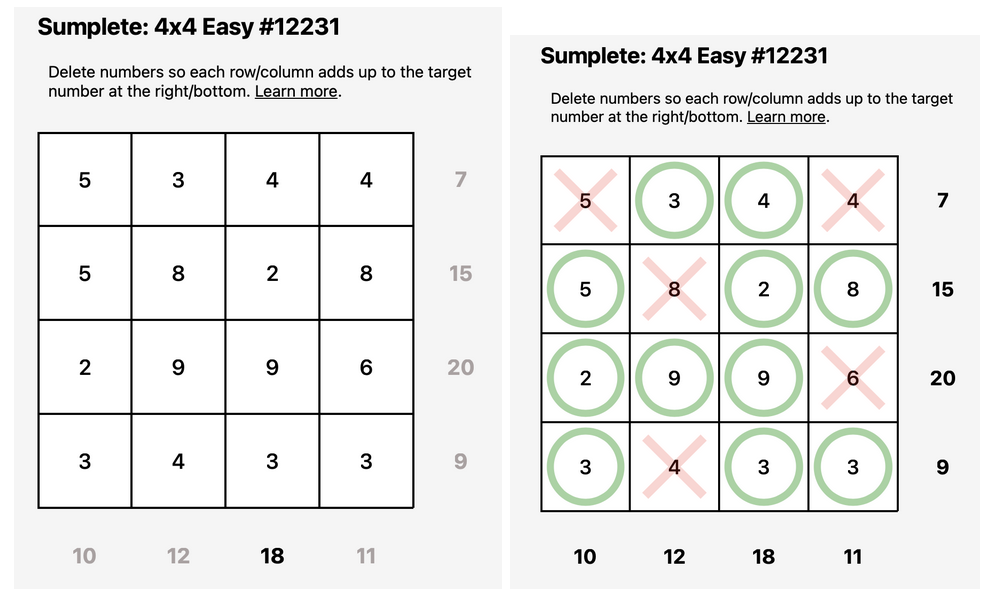 Sumplete: 4x4 Easy #12231
Delete numbers so each row/column adds up to the target
number at the right/bottom. Learn more.
5 3 4 4 7
5 8 2 8 15
2 9 9 6 20
3 4 3 3 9
10 12 18 11
Sumplete: 4x4 Easy #12231
Delete numbers so each row/column adds up to the target
number at the right/bottom. Learn more.
5 3 4 4 7
5 8 2 8 15
2 9 9 6 20
3 4 3 3 9
10 12 18 11